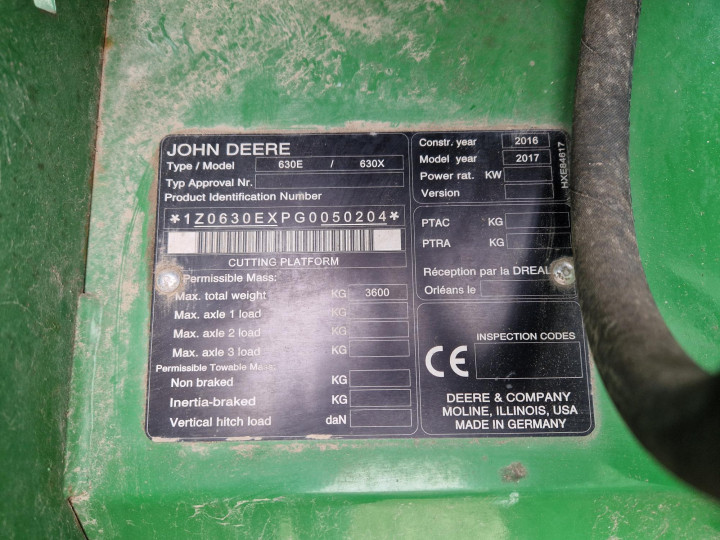 JOHN DEERE
Type / Model 630E / 630X
Typ Approval Nr.
Product Identification Number
*1Z0630EXPG0050204*
CUTTING PLATFORM
Permissible Mass:
Max. total weight KG 3600
Max. axle 1 load KG
Max. axle 2 load KG
Max. axle 3 load KG
Permissible Towable Mass:
Non braked KG
Inertia-braked KG
Vertical hitch load daN
Constr. year 2016
Model year 2017
Power rat. KW
Version
HXE84617
PTAC KG
PTRA KG
Réception par la DREAL
Orléans le
INSPECTION CODES
CE
DEERE & COMPANY
MOLINE, ILLINOIS, USA
MADE IN GERMANY